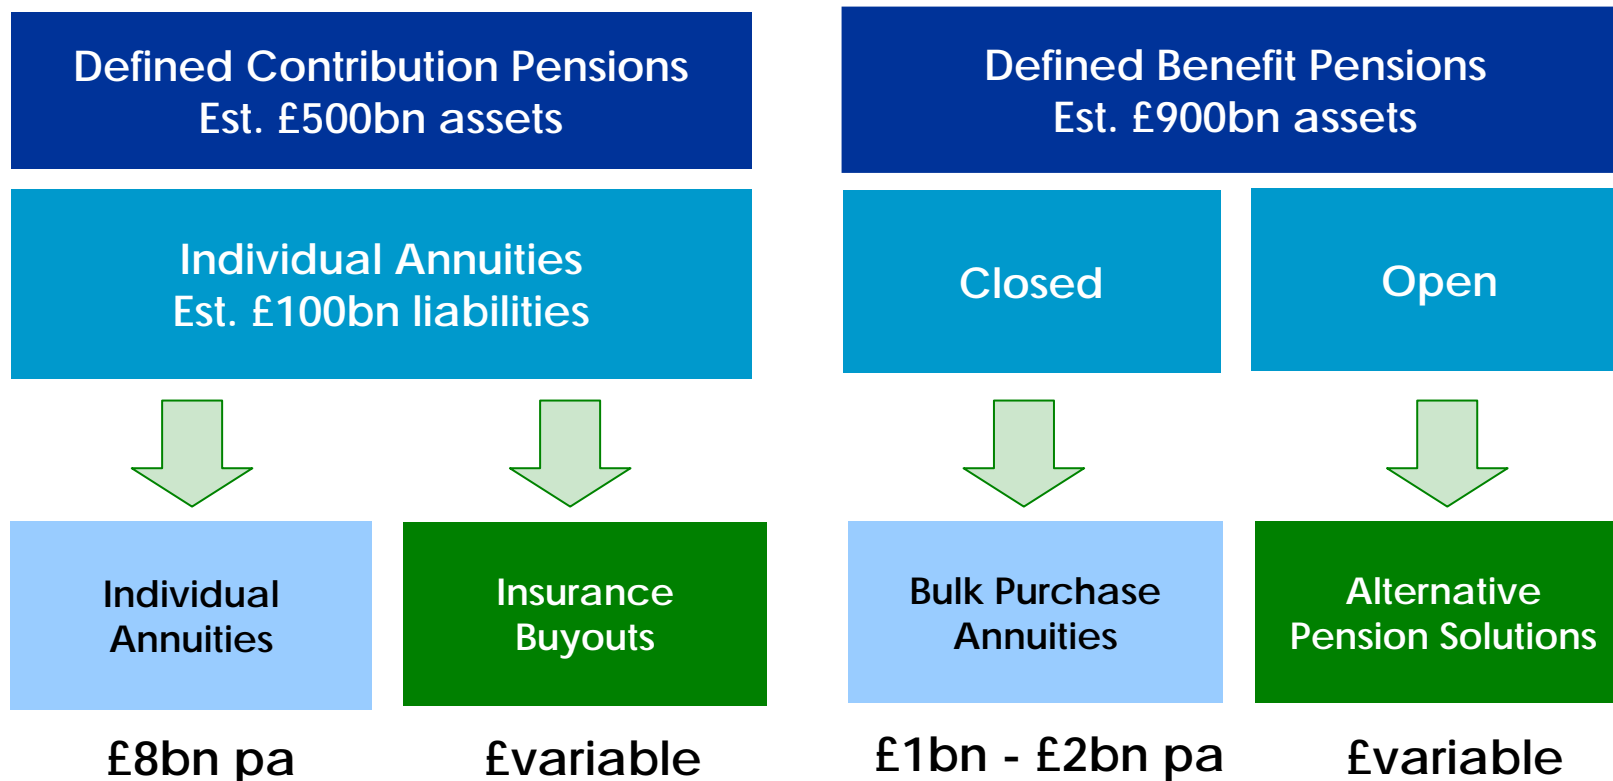 Defined Contribution Pensions
Est. £500bn assets
Defined Benefit Pensions
Est. £900bn assets
Individual Annuities
Est. £100bn liabilities
Closed
Open
Individual
Annuities
Insurance
Buyouts
Bulk Purchase
Annuities
Alternative
Pension Solutions
£8bn pa
£variable
£1bn - £2bn pa
£variable